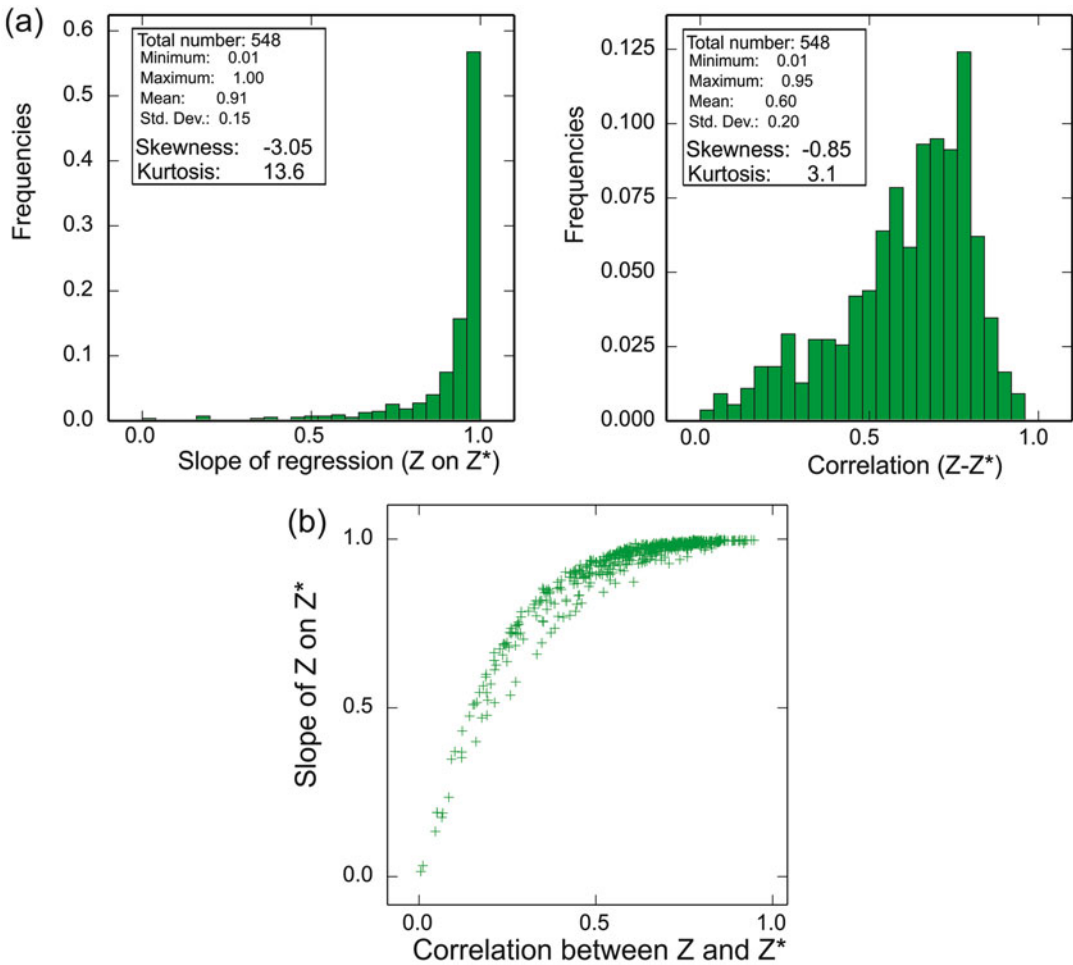 (a)
0.6
0.5
0.4
0.3
0.2
0.1
0.0
Frequencies
Total number: 548
Minimum: 0.01
Maximum: 1.00
Mean: 0.91
Std. Dev.: 0.15
Skewness: -3.05
Kurtosis: 13.6
0.0 0.5 1.0
Slope of regression (Z on Z*)
0.125
0.100
0.075
0.050
0.025
0.000
Frequencies
Total number: 548
Minimum: 0.01
Maximum: 0.95
Mean: 0.60
Std. Dev.: 0.20
Skewness: -0.85
Kurtosis: 3.1
0.0 0.5 1.0
Correlation (Z-Z*)
(b)
1.0
0.5
0.0
Slope of Z on Z*
0.0 0.5 1.0
Correlation between Z and Z*